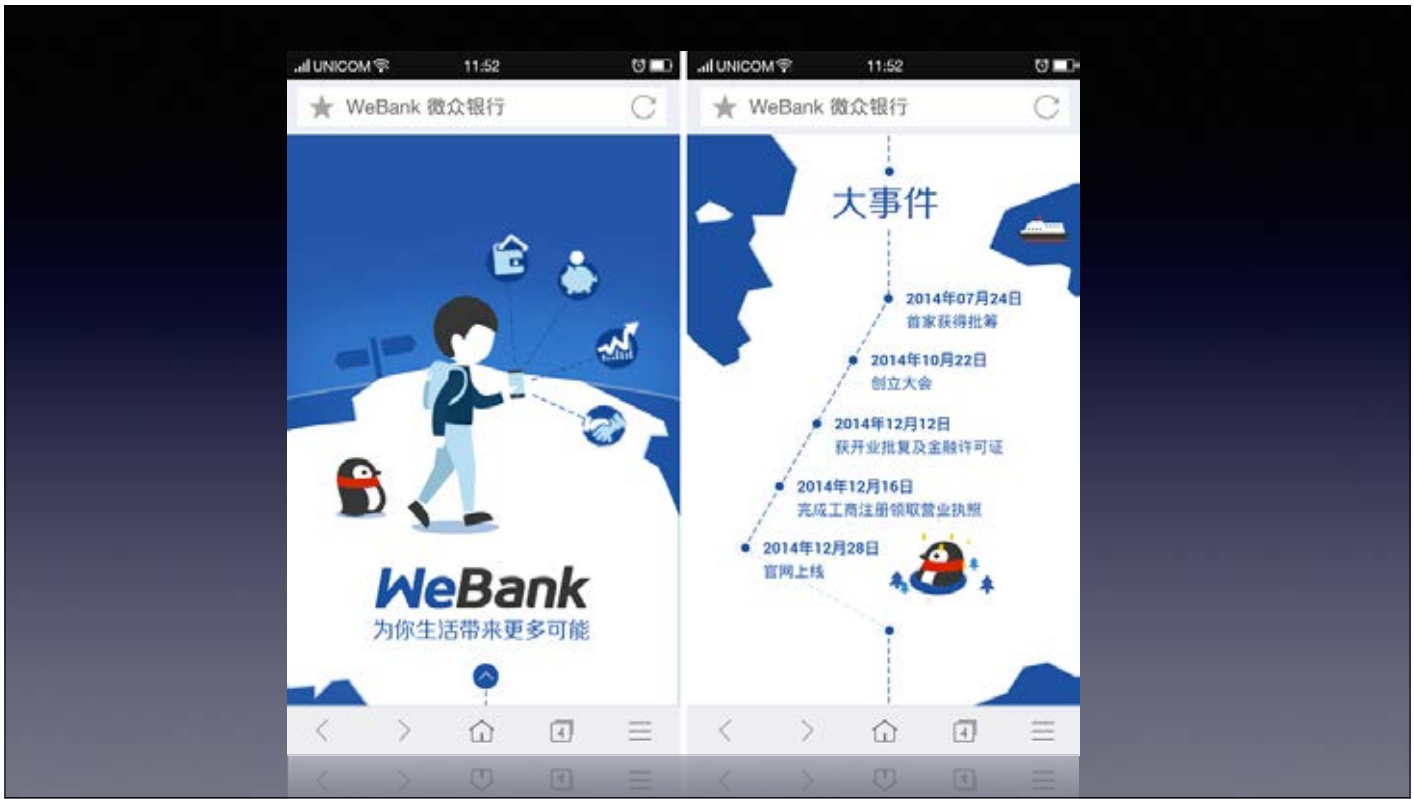 UNICOM 11:52
WeBank 微众银行
WeBank
为你生活带来更多可能
4
UNICOM 11:52
WeBank 微众银行
大事件
2014年07月24日
首家获得批筹
2014年10月22日
创立大会
2014年12月12日
获开业批复及金融许可证
2014年12月16日
完成工商注册领取营业执照
2014年12月28日
官网上线
4